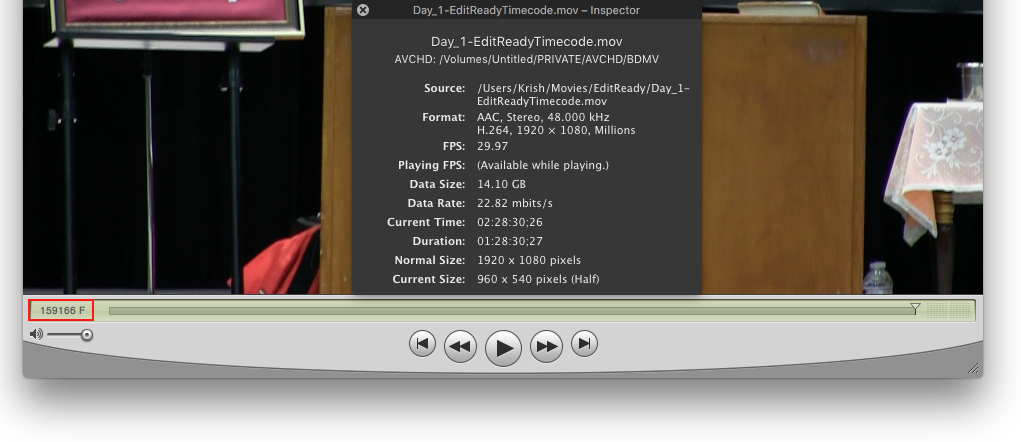 Day_1-EditReadyTimecode.mov – Inspector
Day_1-EditReadyTimecode.mov
AVCHD: /Volumes/Untitled/PRIVATE/AVCHD/BDMV
Source: /Users/Krish/Movies/EditReady/Day_1-
EditReadyTimecode.mov
Format: AAC, Stereo, 48.000 kHz
H.264, 1920 × 1080, Millions
FPS: 29.97
Playing FPS: (Available while playing.)
Data Size: 14.10 GB
Data Rate: 22.82 mbits/s
Current Time: 02:28:30;26
Duration: 01:28:30;27
Normal Size: 1920 x 1080 pixels
Current Size: 960 x 540 pixels (Half)
159166 F